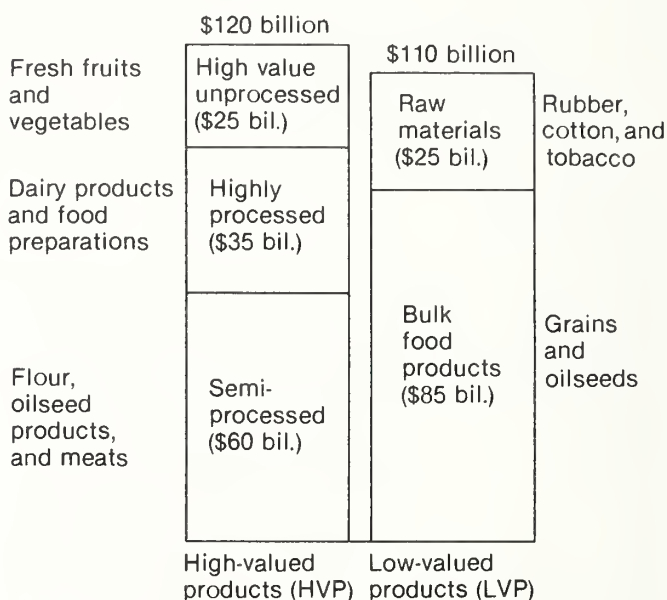 $120 billion
$110 billion
Fresh fruits
and
vegetables
High value
unprocessed
($25 bil.)
Raw
materials
($25 bil.)
Rubber,
cotton, and
tobacco
Dairy products
and food
preparations
Highly
processed
($35 bil.)
Bulk
food
products
($85 bil.)
Grains
and
oilseeds
Flour,
oilseed
products,
and meats
Semi-
processed
($60 bil.)
High-valued
products (HVP)
Low-valued
products (LVP)